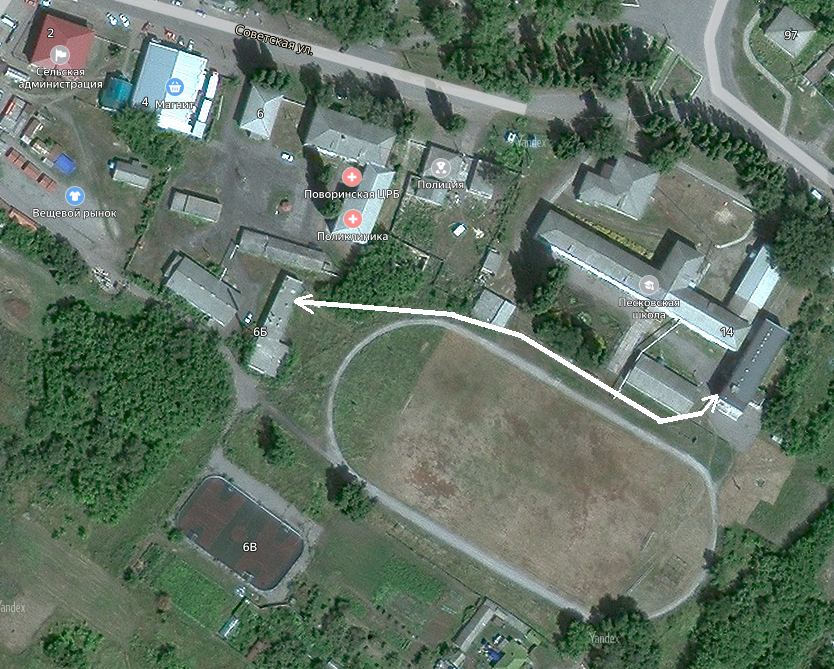 2
Советская ул.
97
Сельская
администрация
4
Магнит
6
Yandex
Поворинская ЦРБ
Полиция
Вещевой рынок
Поликлиника
Песковская
школа
14
6Б
6В
Yandex
Yandex